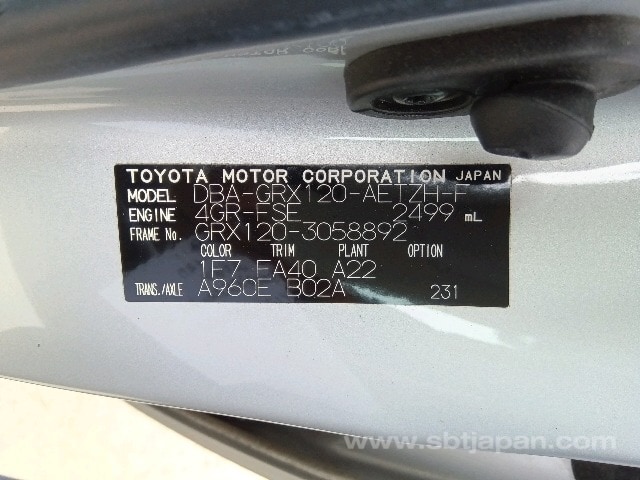 TOYOTA MOTOR CORPORATION JAPAN
MODEL DBA-GRX120-AETZH-F
ENGINE 4GR-FSE 2499 mL
FRAME No. GRX120-3058892
COLOR TRIM PLANT OPTION
1F7 FA40 A22
TRANS./AXLE A960E B02A 231
www.sbtjapan.com